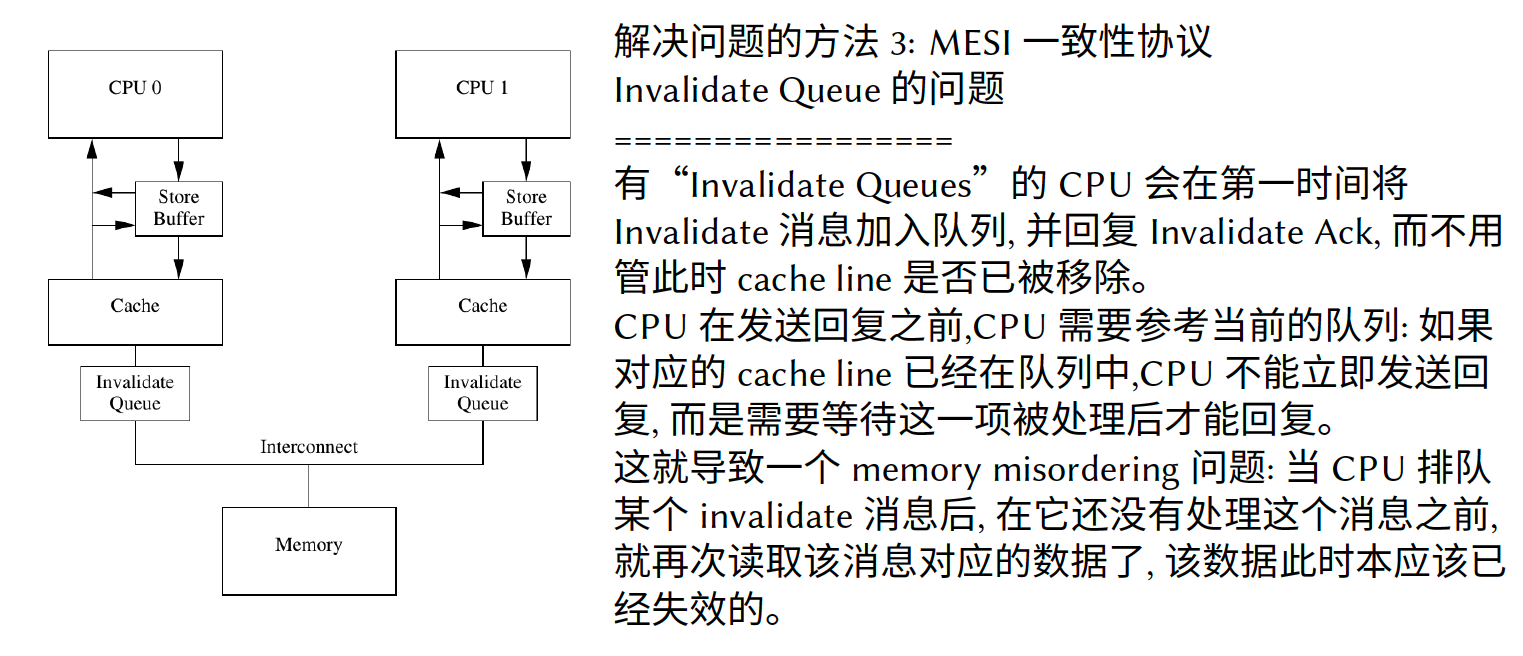 CPU 0
CPU 1
Store
Buffer
Store
Buffer
Cache
Cache
Invalidate
Queue
Invalidate
Queue
Interconnect
Memory
解决问题的方法 3: MESI 一致性协议
Invalidate Queue 的问题
=================
有“Invalidate Queues”的 CPU 会在第一时间将
Invalidate 消息加入队列, 并回复 Invalidate Ack, 而不用
管此时 cache line 是否已被移除。
CPU 在发送回复之前,CPU 需要参考当前的队列: 如果
对应的 cache line 已经在队列中,CPU 不能立即发送回
复, 而是需要等待这一项被处理后才能回复。
这就导致一个 memory misordering 问题: 当 CPU 排队
某个 invalidate 消息后, 在它还没有处理这个消息之前,
就再次读取该消息对应的数据了, 该数据此时本应该已
经失效的。